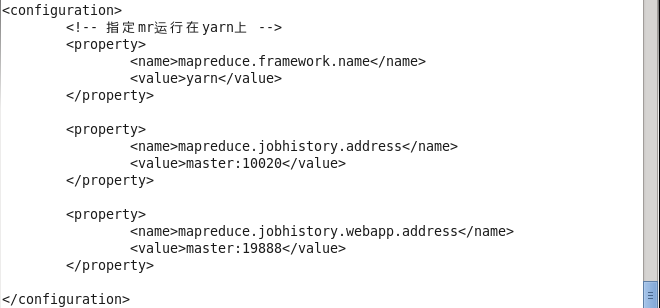 <configuration>
<!-- 指定mr运行在yarn上 -->
<property>
<name>mapreduce.framework.name</name>
<value>yarn</value>
</property>
<property>
<name>mapreduce.jobhistory.address</name>
<value>master:10020</value>
</property>
<property>
<name>mapreduce.jobhistory.webapp.address</name>
<value>master:19888</value>
</property>
</configuration>